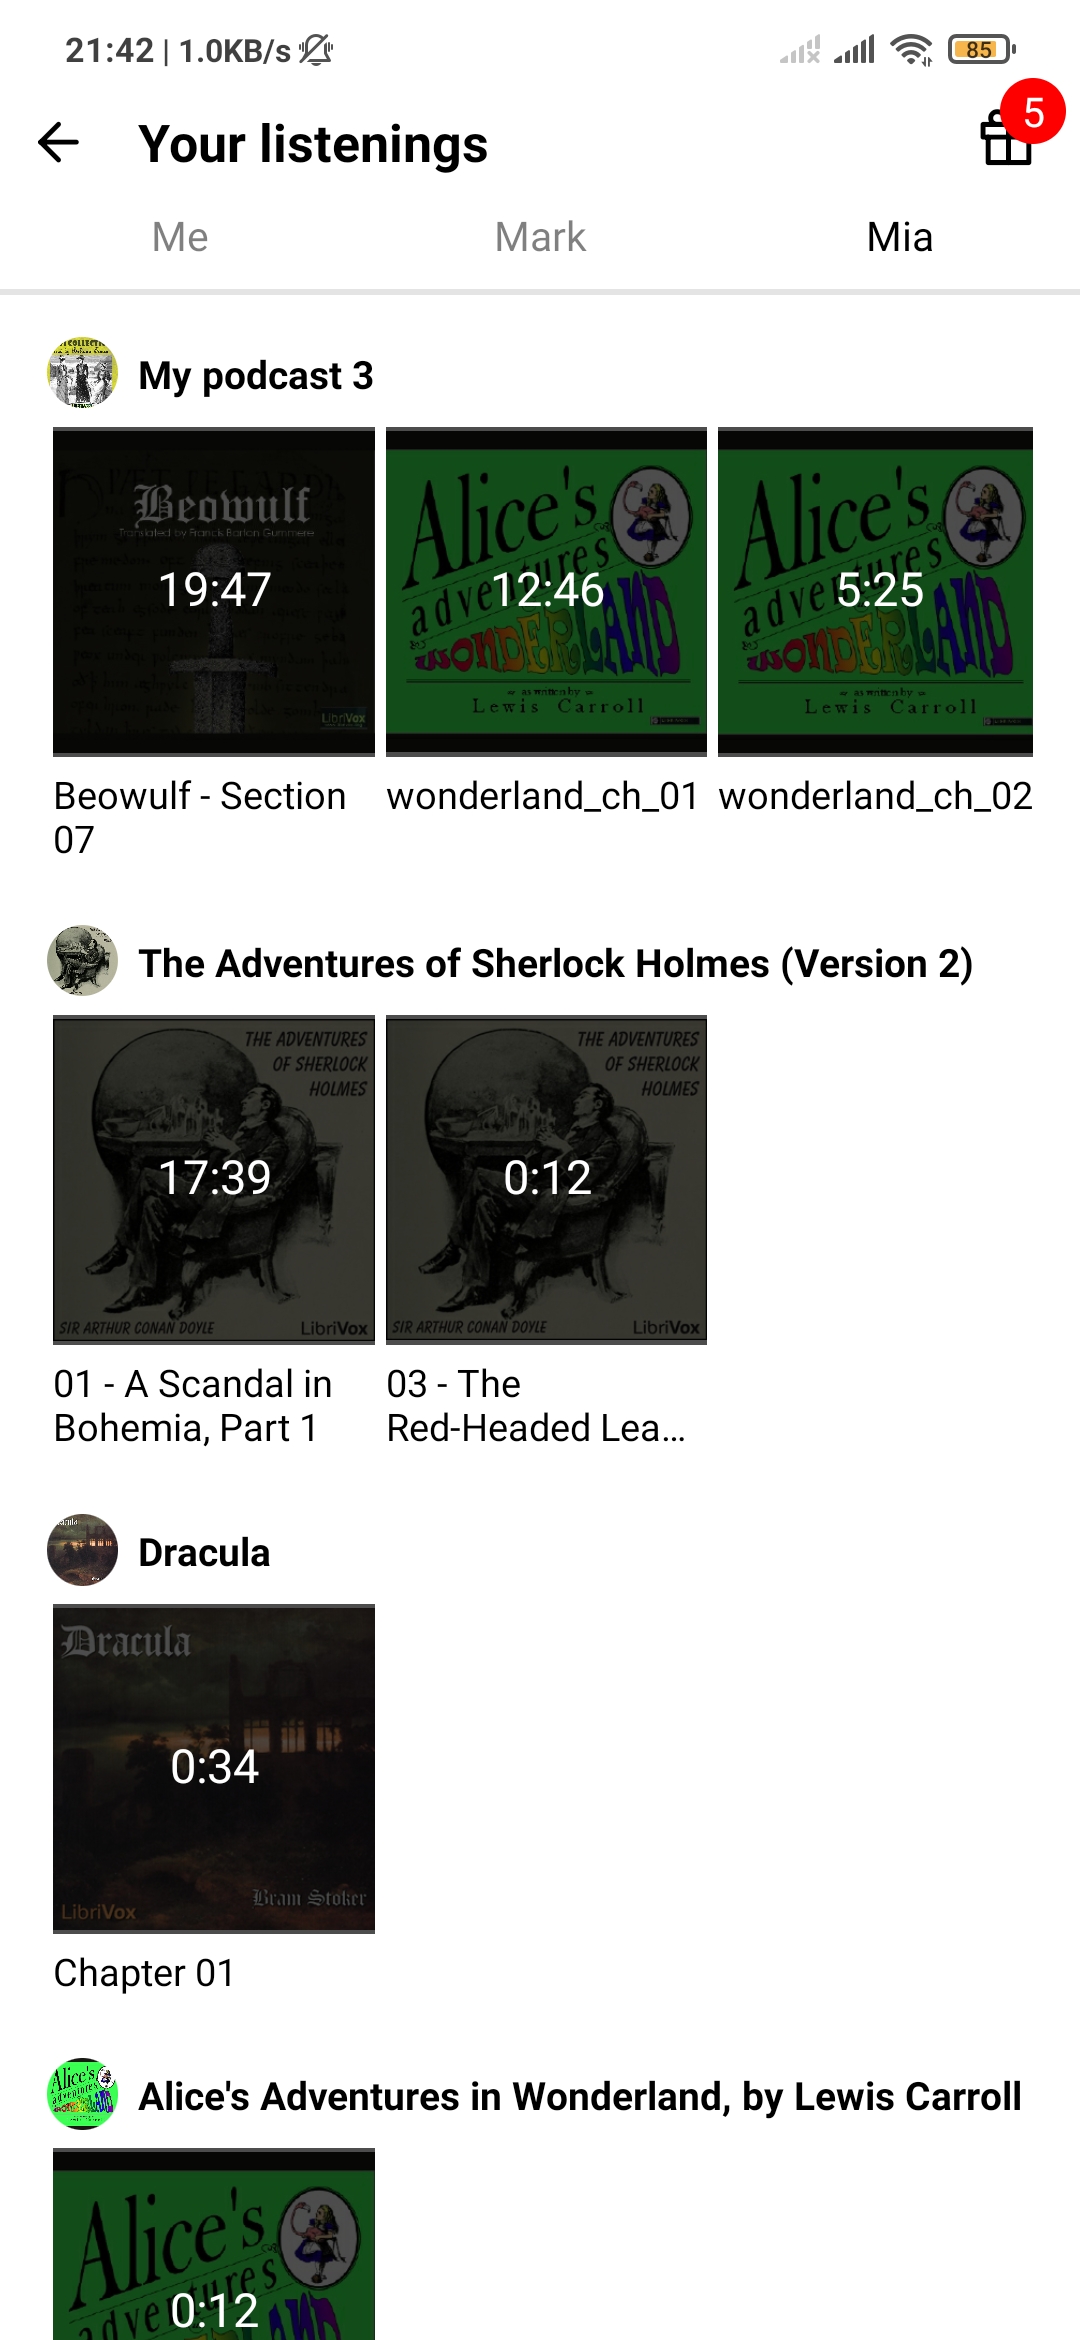 21:42 | 1.0KB/s
85
5
Your listenings
Me Mark Mia
My podcast 3
Beowulf
Translated by Francis Barton Gummere
19:47
LibriVox
Alice's
adventures
WONDERLAND
12:46
as written by
Lewis Carroll
Alice's
adventures
WONDERLAND
5:25
as written by
Lewis Carroll
Beowulf - Section
07
wonderland_ch_01
wonderland_ch_02
The Adventures of Sherlock Holmes (Version 2)
THE ADVENTURES
OF SHERLOCK
HOLMES
17:39
SIR ARTHUR CONAN DOYLE LibriVox
THE ADVENTURES
OF SHERLOCK
HOLMES
0:12
SIR ARTHUR CONAN DOYLE LibriVox
01 - A Scandal in
Bohemia, Part 1
03 - The
Red-Headed Lea...
Dracula
Dracula
0:34
Bram Stoker
LibriVox
Chapter 01
Alice's Adventures in Wonderland, by Lewis Carroll
Alice's
adventures
0:12